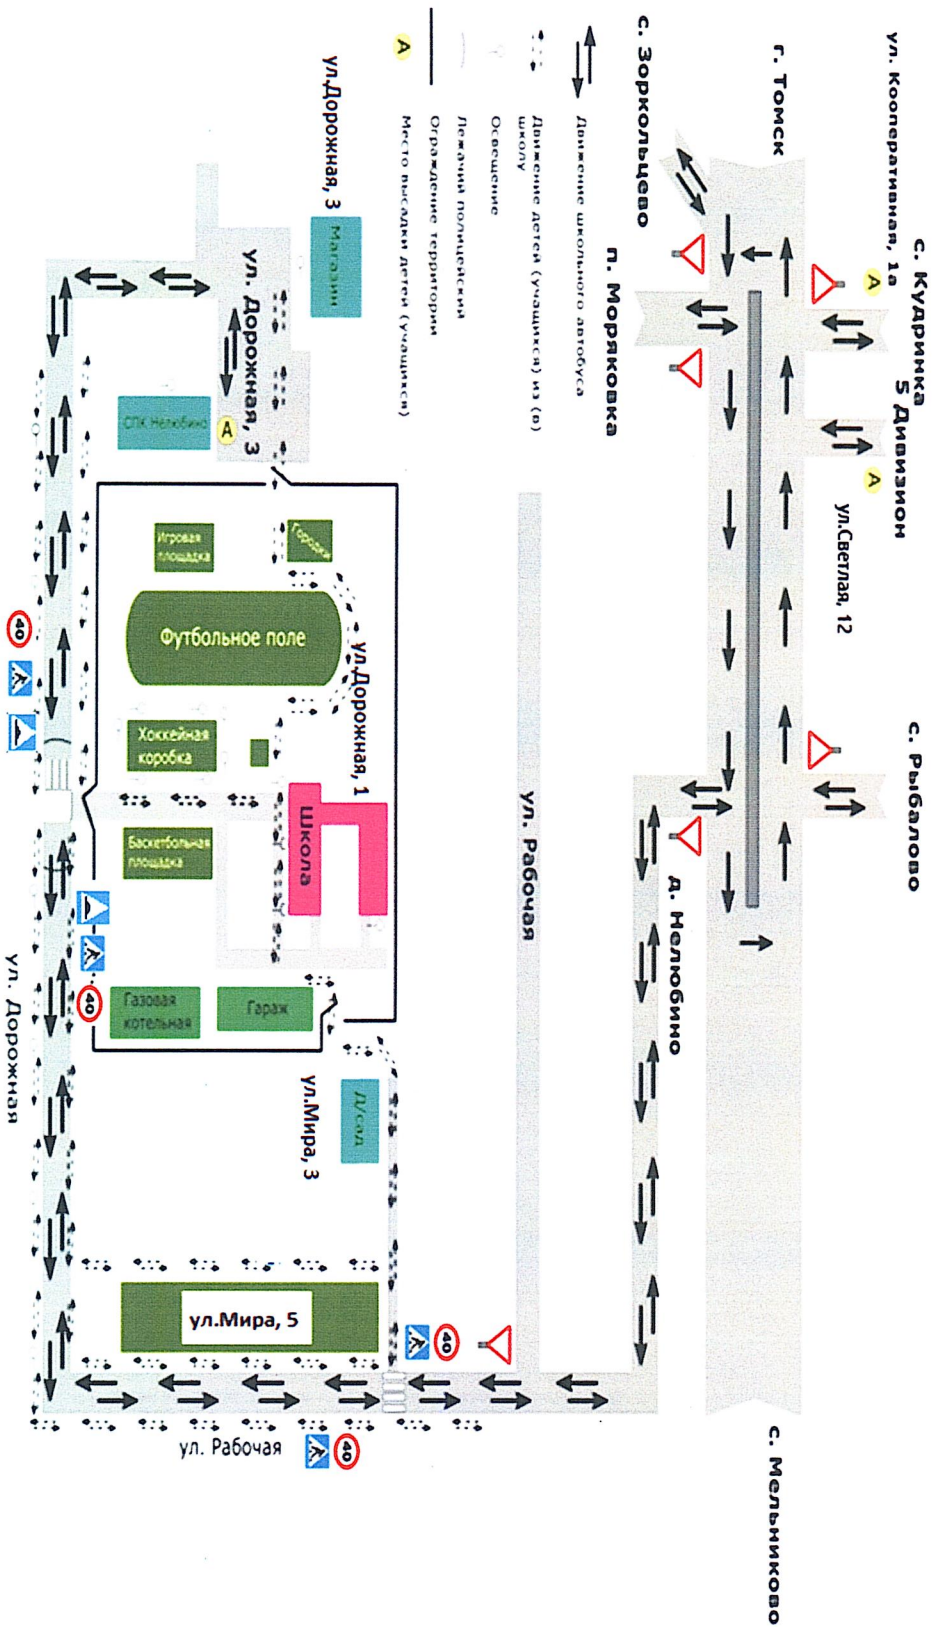 с. Кудринка
ул. Кооперативная, 1а
А
5 Дивизион
А
ул.Светлая, 12
с. Рыбалово
г. Томск
с. Мельниково
с. Зоркольцево
п. Моряковка
д. Нелюбино
ул. Рабочая
Движение школьного автобуса
Движение детей (учащихся) из (в)
школу
Освещение
Лежачий полицейский
Ограждение территории
А
Место высадки детей (учащихся)
ул.Дорожная, 3
Магазин
ул. Дорожная, 3
А
СПК Нелюбино
Городки
Игровая
площадка
Футбольное поле
ул.Дорожная, 1
Хоккейная
коробка
Школа
Баскетбольная
площадка
Газовая
котельная
Гараж
Д/сад
ул.Мира, 3
ул.Мира, 5
40
40
40
40
ул. Рабочая
ул. Дорожная